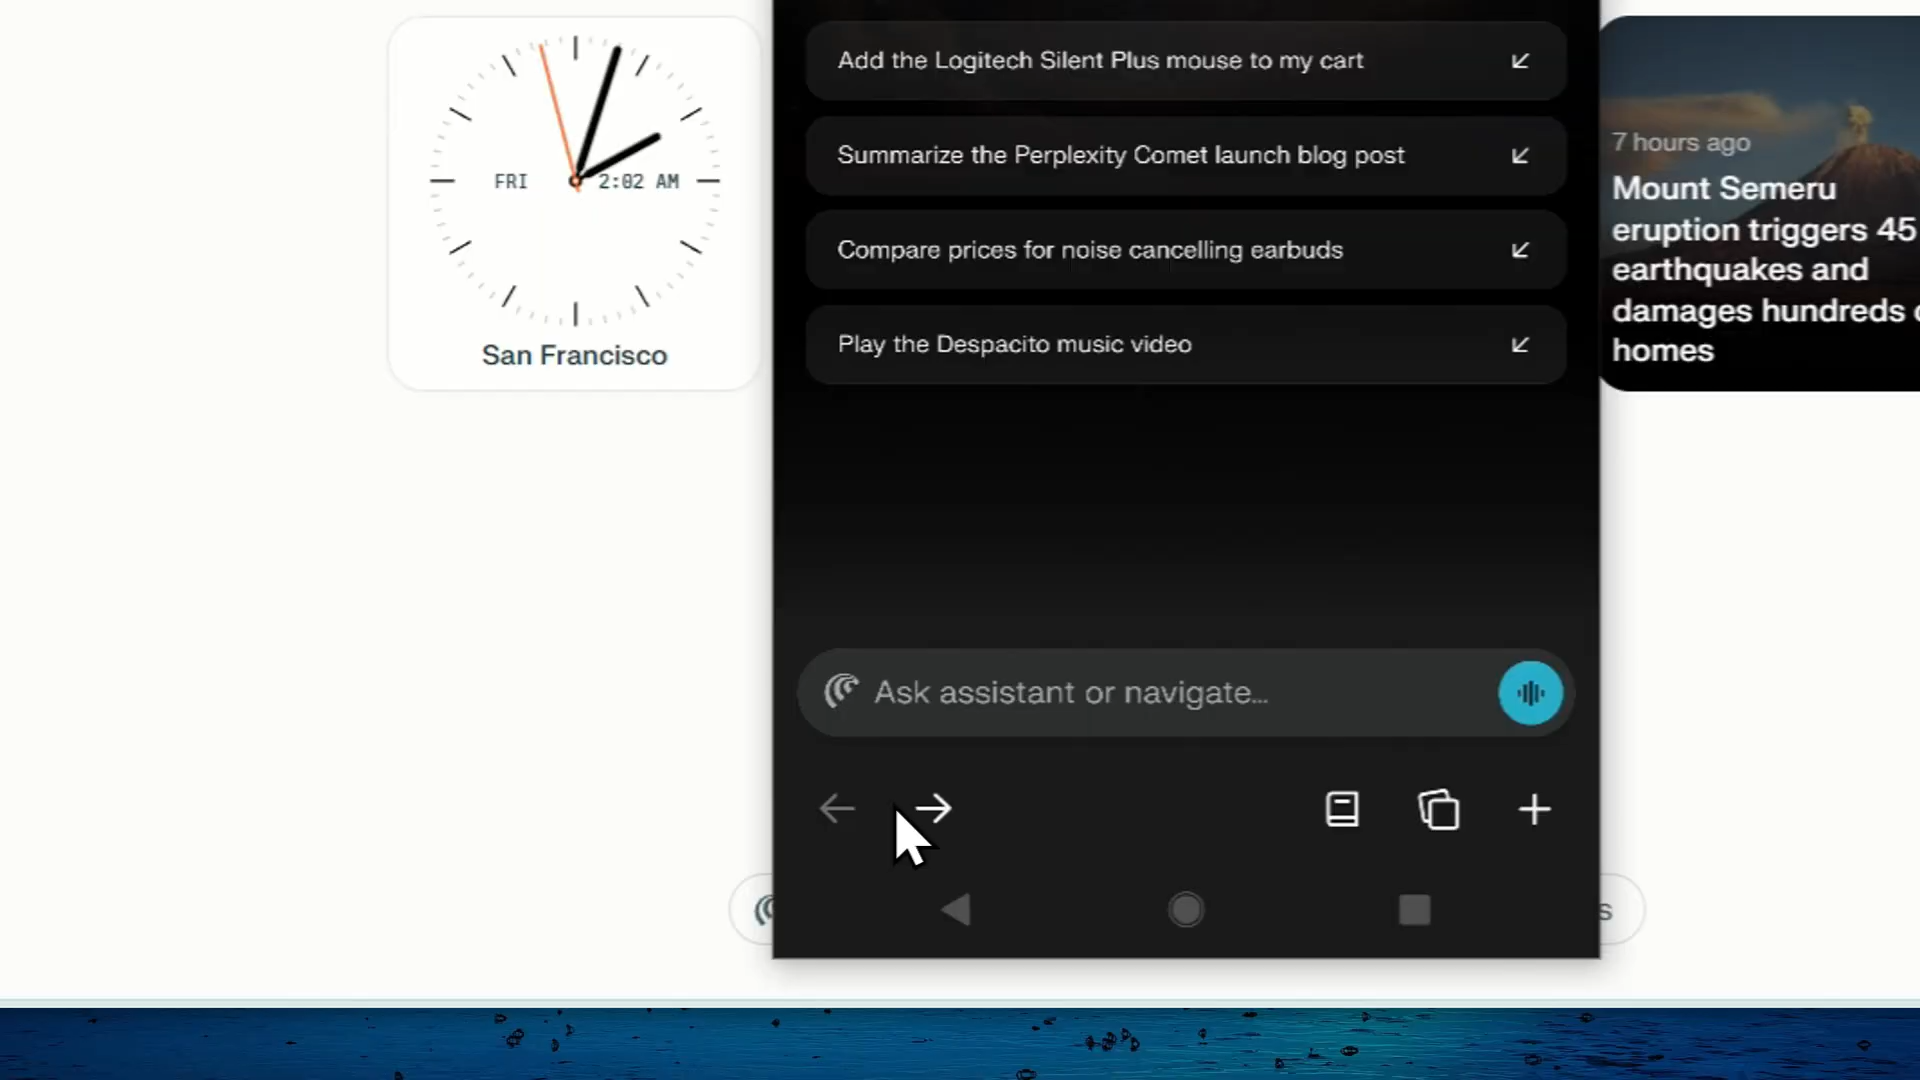 FRI 2:02 AM
San Francisco
Add the Logitech Silent Plus mouse to my cart
Summarize the Perplexity Comet launch blog post
Compare prices for noise cancelling earbuds
Play the Despacito music video
Ask assistant or navigate...
7 hours ago
Mount Semeru
eruption triggers 45
earthquakes and
damages hundreds
homes
s